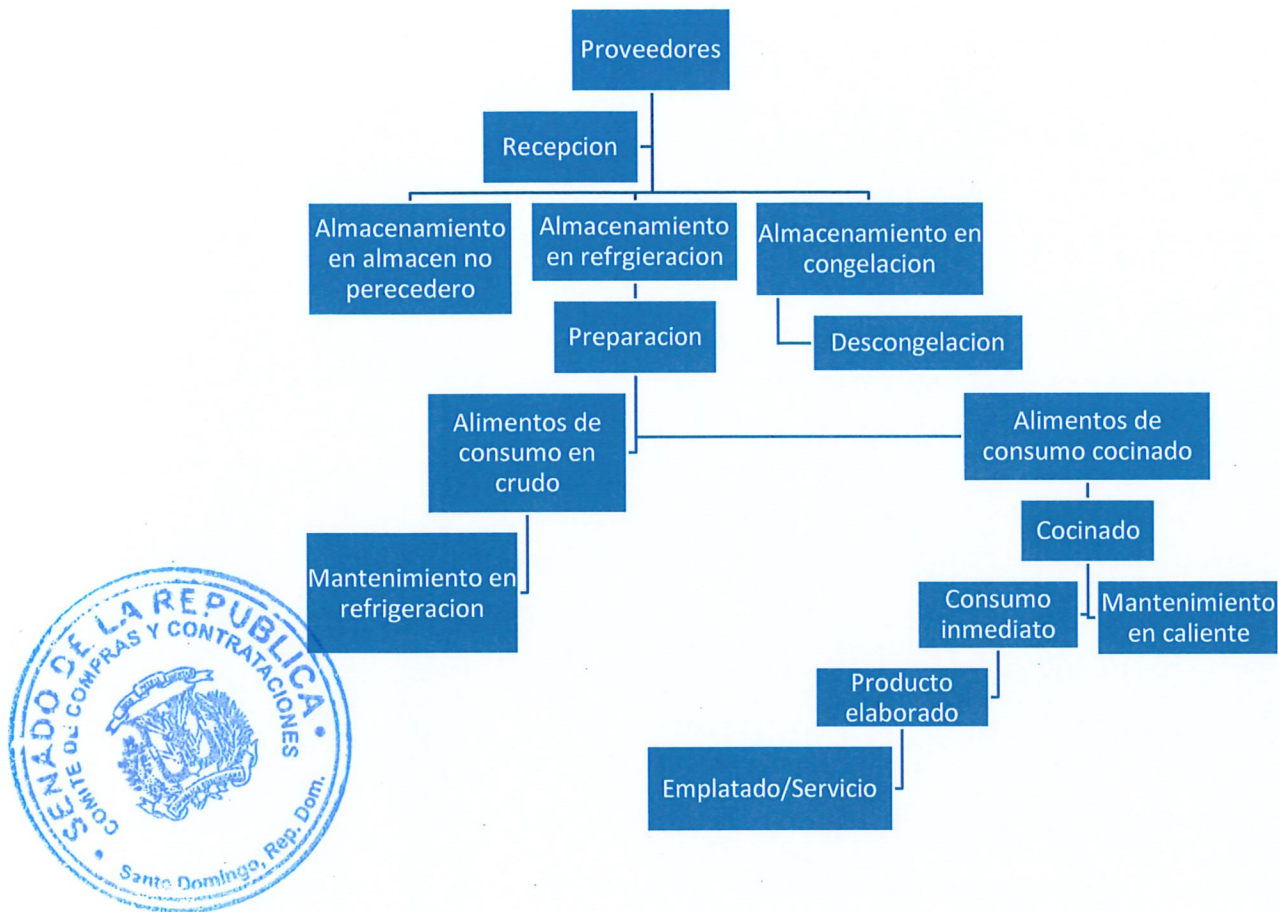 Proveedores
Recepcion
Almacenamiento
en almacen no
perecedero
Almacenamiento
en refrgieracion
Almacenamiento en
congelacion
Preparacion
Descongelacion
Alimentos de
consumo en
crudo
Alimentos de
consumo cocinado
Cocinado
Mantenimiento en
refrigeracion
Consumo
inmediato
Mantenimiento
en caliente
Producto
elaborado
Emplatado/Servicio
SENADO DE LA REPUBLICA
COMITE DE COMPRAS Y CONTRATACIONES
Santo Domingo, Rep. Dom.